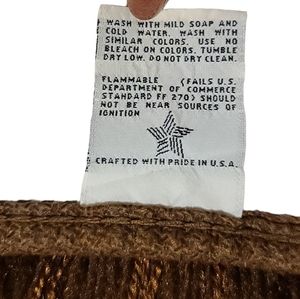 WASH WITH MILD SOAP AND
COLD WATER. WASH WITH
SIMILAR COLORS. USE NO
BLEACH ON COLORS. TUMBLE
DRY LOW. DO NOT DRY CLEAN.
FLAMMABLE (FAILS U.S.
DEPARTMENT OF COMMERCE
STANDARD FF 270) SHOULD
NOT BE NEAR SOURCES OF
IGNITION
CRAFTED WITH PRIDE IN U.S.A.